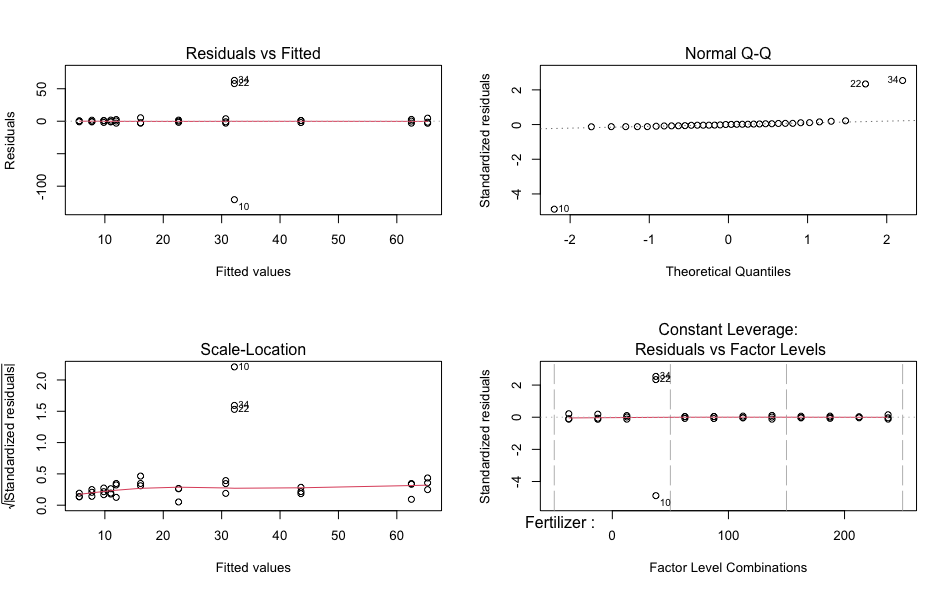 Residuals vs Fitted
Residuals
50
0
-100
34
22
10
10 20 30 40 50 60
Fitted values
Normal Q-Q
Standardized residuals
2
0
-2
-4
22
34
10
-2 -1 0 1 2
Theoretical Quantiles
Scale-Location
√|Standardized residuals|
2.0
1.5
1.0
0.5
0.0
10
34
22
10 20 30 40 50 60
Fitted values
Constant Leverage:
Residuals vs Factor Levels
Standardized residuals
2
0
-2
-4
34
22
10
Fertilizer :
0 100 200
Factor Level Combinations